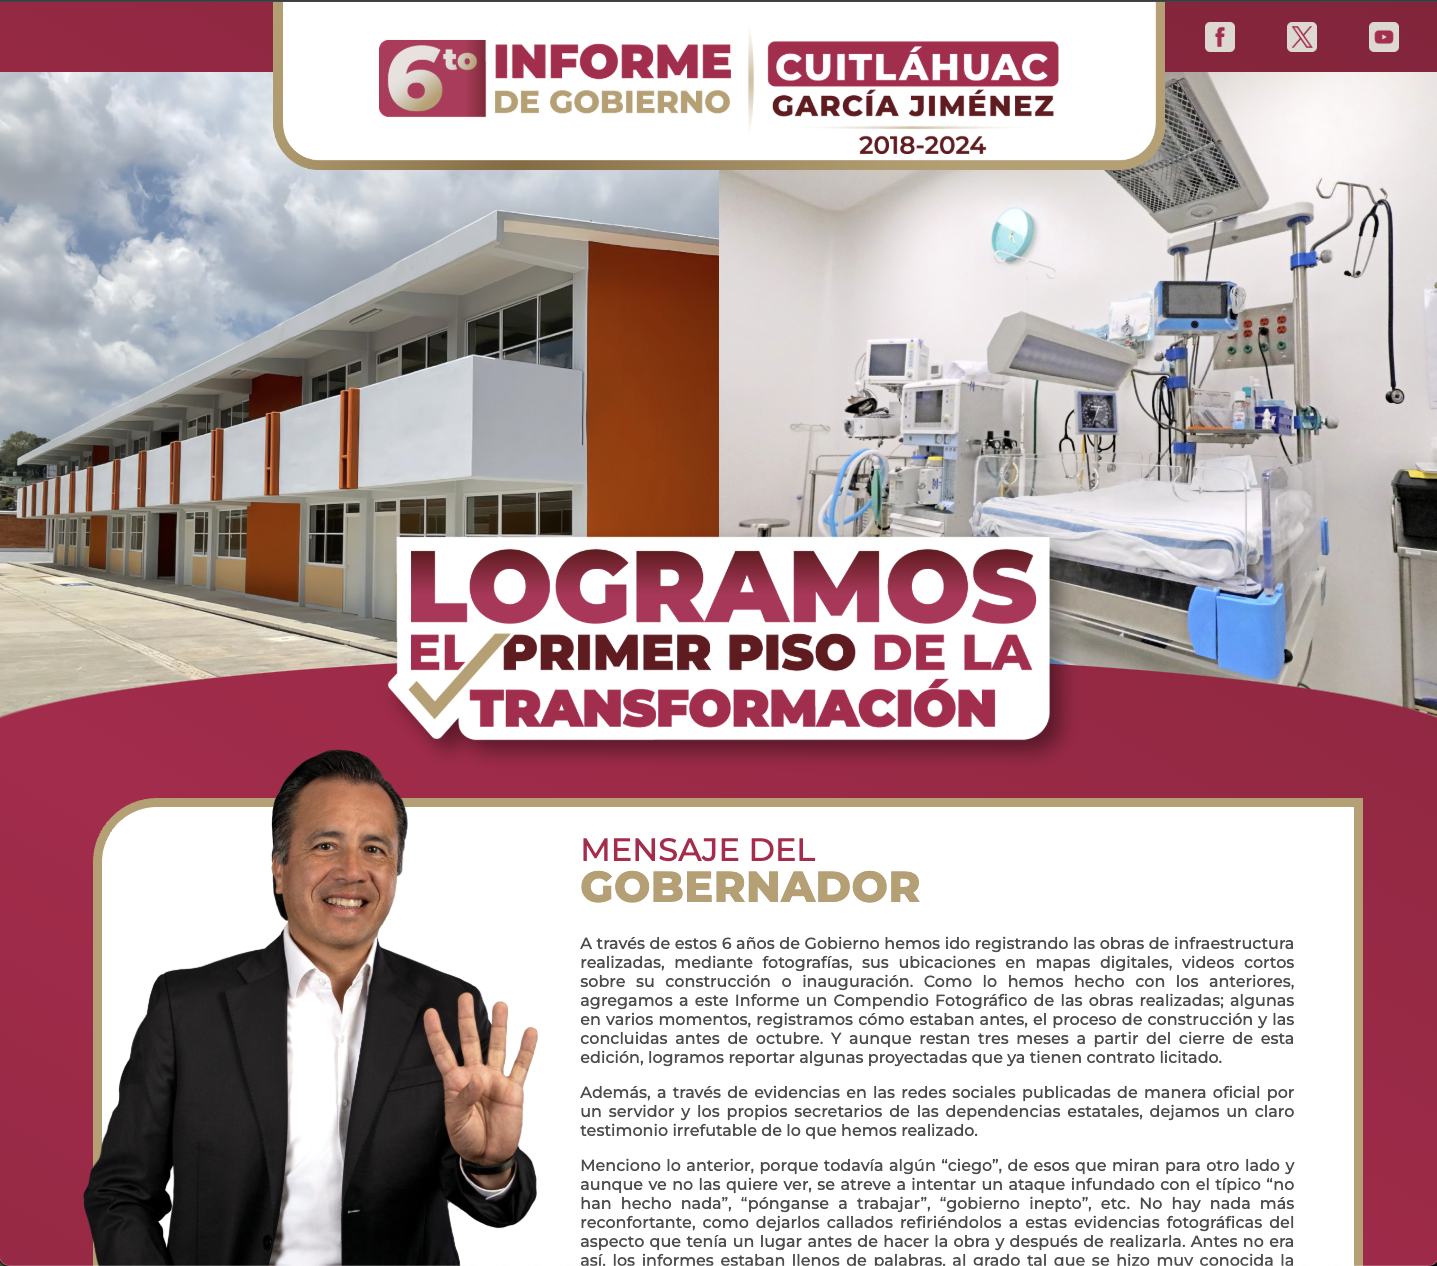 6to INFORME
DE GOBIERNO
CUITLÁHUAC
GARCÍA JIMÉNEZ
2018-2024
LOGRAMOS
EL PRIMER PISO DE LA
TRANSFORMACIÓN
MENSAJE DEL
GOBERNADOR
A través de estos 6 años de Gobierno hemos ido registrando las obras de infraestructura
realizadas, mediante fotografías, sus ubicaciones en mapas digitales, videos cortos
sobre su construcción o inauguración. Como lo hemos hecho con los anteriores,
agregamos a este Informe un Compendio Fotográfico de las obras realizadas; algunas
en varios momentos, registramos cómo estaban antes, el proceso de construcción y las
concluidas antes de octubre. Y aunque restan tres meses a partir del cierre de esta
edición, logramos reportar algunas proyectadas que ya tienen contrato licitado.
Además, a través de evidencias en las redes sociales publicadas de manera oficial por
un servidor y los propios secretarios de las dependencias estatales, dejamos un claro
testimonio irrefutable de lo que hemos realizado.
Menciono lo anterior, porque todavía algún “ciego”, de esos que miran para otro lado y
aunque ve no las quiere ver, se atreve a intentar un ataque infundado con el típico “no
han hecho nada”, “pónganse a trabajar”, “gobierno inepto”, etc. No hay nada más
reconfortante, como dejarlos callados refiriéndolos a estas evidencias fotográficas del
aspecto que tenía un lugar antes de hacer la obra y después de realizarla. Antes no era
así, los informes estaban llenos de palabras, al grado tal que se hizo muy conocida la